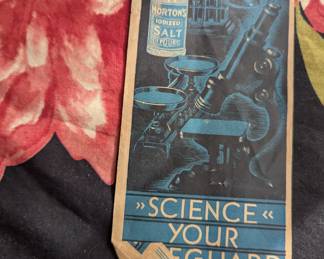 MORTON'S
IODIZED
SALT
»SCIENCE«
YOUR